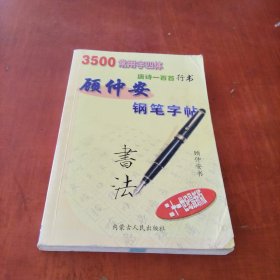 3500常用字四体
唐诗一百首行书
顾仲安
钢笔字帖
書法
顾仲安书
内蒙古人民出版社